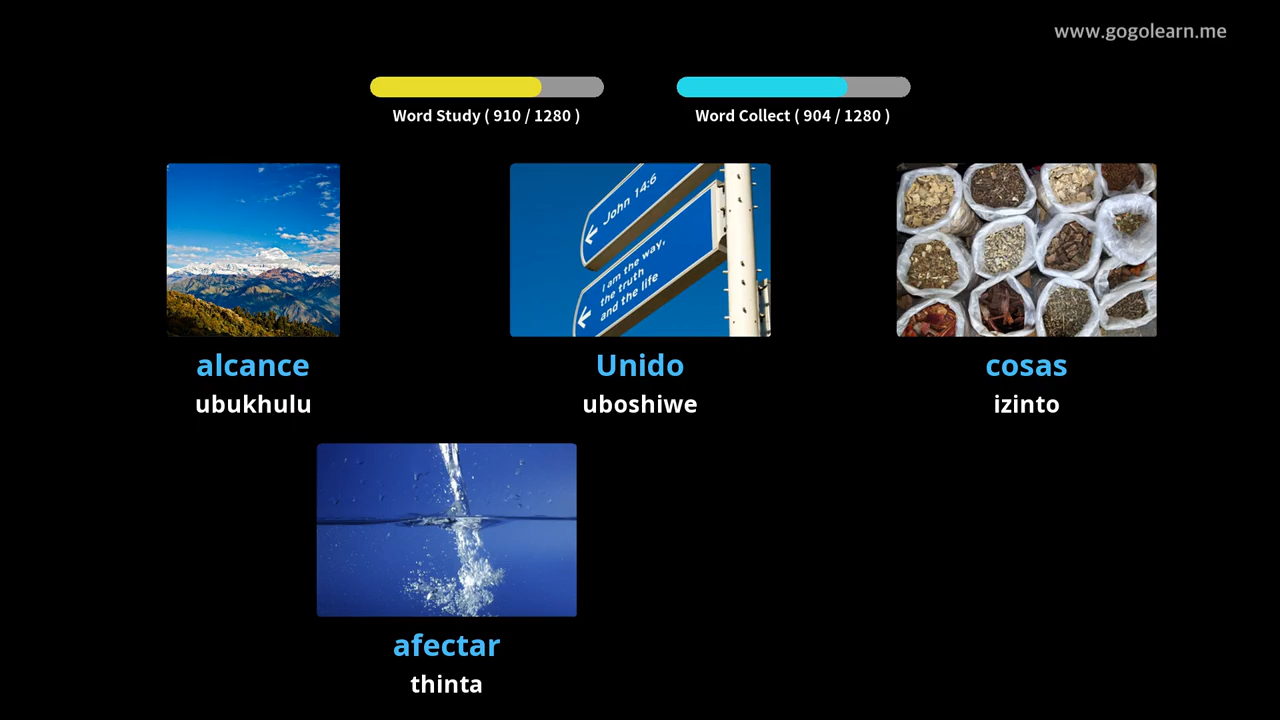 www.gogolearn.me
Word Study ( 910 / 1280 )
Word Collect ( 904 / 1280 )
John 14:6
I am the way,
the truth
and the life
alcance
Unido
cosas
ubukhulu
uboshiwe
izinto
afectar
thinta